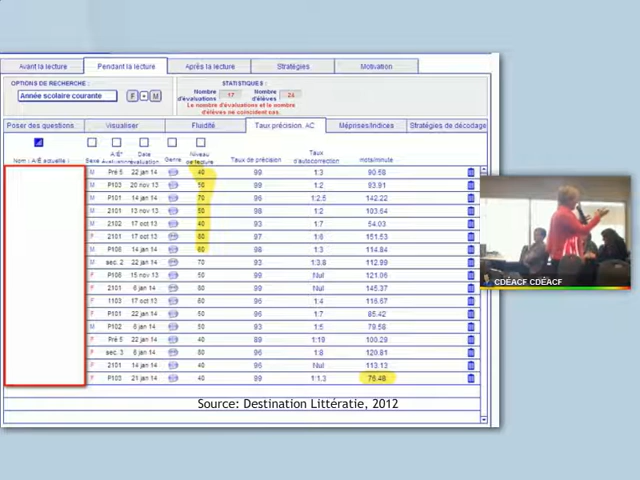 Avant la lecture Pendant la lecture Après la lecture Stratégies Motivation
OPTIONS DE RECHERCHE :
Année scolaire courante F + M
STATISTIQUES :
Nombre d'évaluations 17 Nombre d'élèves 24
Le nombre d'évaluations et le nombre d'élèves ne coïncident pas.
Poser des questions Visualiser Fluidité Taux précision, AC Méprises/Indices Stratégies de décodage
Nom : ( A/É actuelle ) Sexe A/É* évaluation Date évaluation Genre Niveau de lecture Taux de précision Taux d'autocorrection mots/minute
M Pré 5 22 jan 14 40 99 1:3 90.58
M P103 20 nov 13 50 99 1:2 93.91
M P101 14 jan 14 70 96 1:2.5 142.22
M 2101 13 nov 13 50 98 1:2 103.64
M 2102 17 oct 13 40 93 1:7 54.03
F 2101 17 oct 13 60 97 1:6 151.53
M P106 14 jan 14 60 98 1:3 114.84
M sec. 2 22 jan 14 70 93 1:3.8 112.99
M P106 15 nov 13 50 99 Nul 121.06
F 2101 6 jan 14 60 99 Nul 145.37
F 1103 17 oct 13 60 96 1:4 116.67
F P101 22 jan 14 50 96 1:7 85.42
M P102 6 jan 14 50 93 1:5 79.58
F Pré 5 22 jan 14 40 88 1:19 100.29
F sec. 3 6 jan 14 80 96 1:8 120.81
F 2101 14 jan 14 40 96 Nul 113.13
F P103 21 jan 14 40 99 1:1.3 76.48
Source: Destination Littératie, 2012
CDÉACF CDÉACF